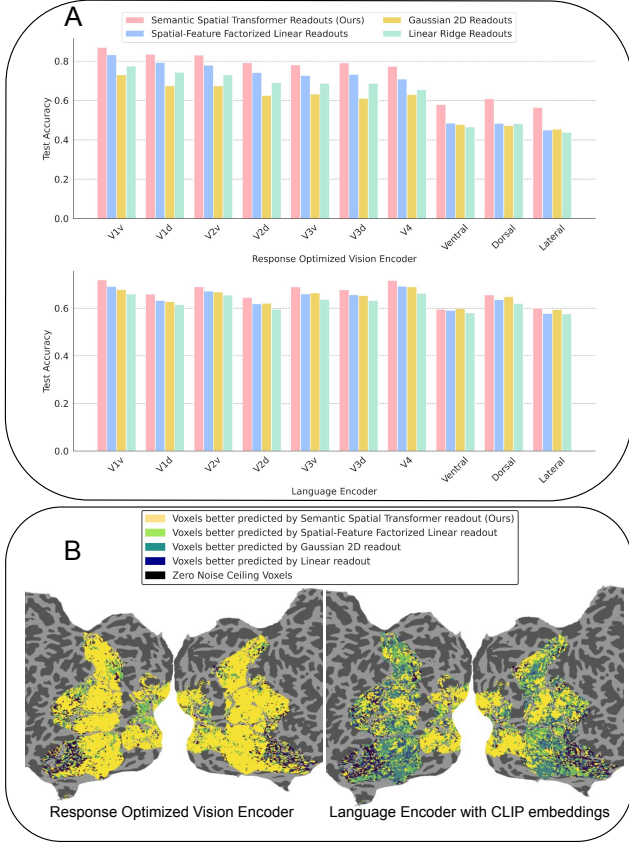 A
Semantic Spatial Transformer Readouts (Ours)
Spatial-Feature Factorized Linear Readouts
Gaussian 2D Readouts
Linear Ridge Readouts
Test Accuracy
0.8
0.6
0.4
0.2
0.0
V1v
V1d
V2v
V2d
V3v
V3d
V4
Ventral
Dorsal
Lateral
Response Optimized Vision Encoder
Test Accuracy
0.6
0.4
0.2
0.0
V1v
V1d
V2v
V2d
V3v
V3d
V4
Ventral
Dorsal
Lateral
Language Encoder
B
Voxels better predicted by Semantic Spatial Transformer readout (Ours)
Voxels better predicted by Spatial-Feature Factorized Linear readout
Voxels better predicted by Gaussian 2D readout
Voxels better predicted by Linear readout
Zero Noise Ceiling Voxels
Response Optimized Vision Encoder
Language Encoder with CLIP embeddings